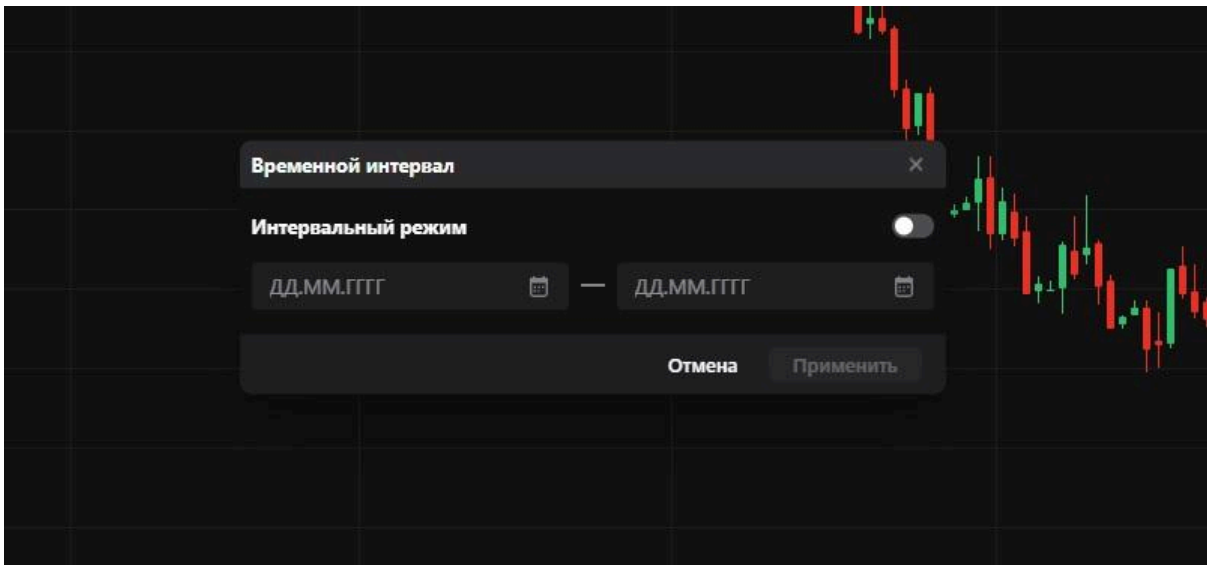 Временной интервал
Интервальный режим
ДД.ММ.ГГГГ — ДД.ММ.ГГГГ
Отмена Применить